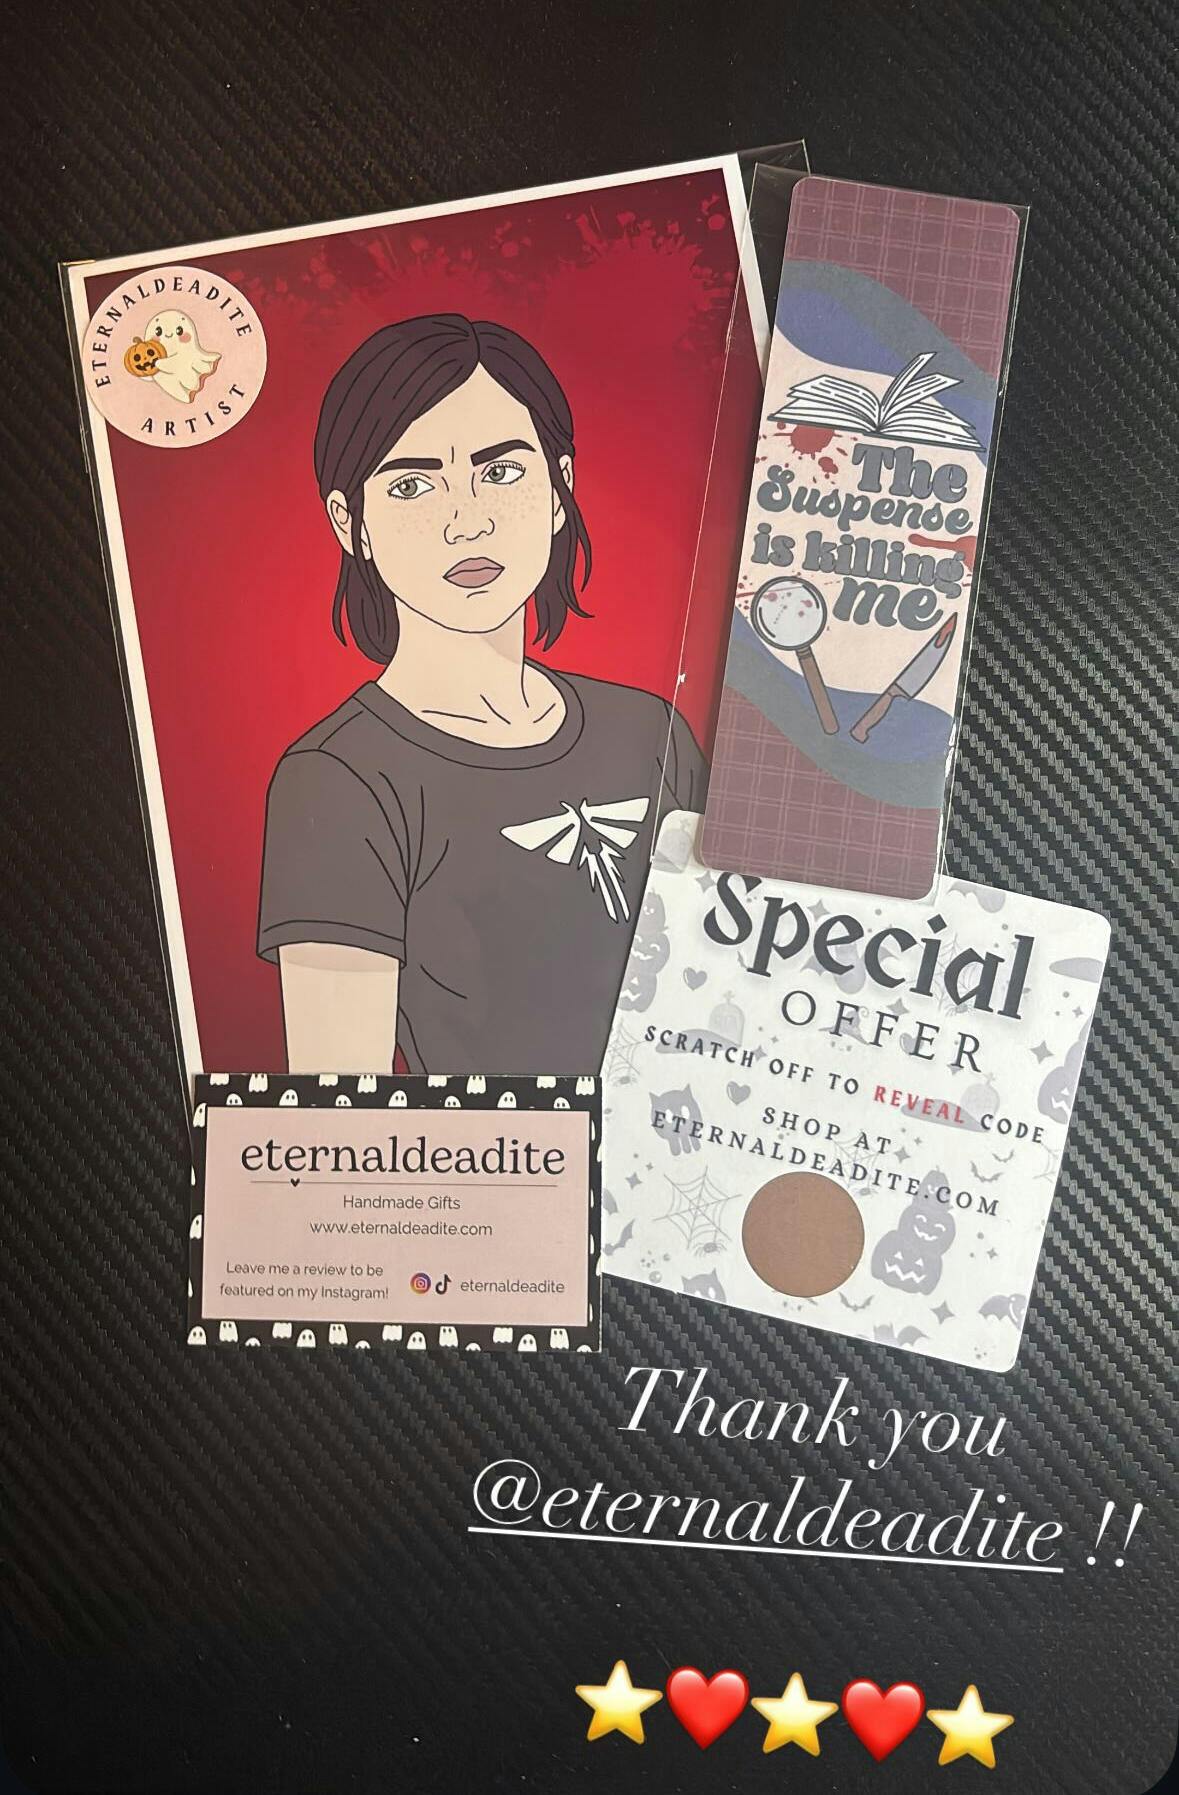 ETERNALDEADITE
ARTIST
The
Suspense
is killing
me
Special
OFFER
SCRATCH OFF TO REVEAL CODE
SHOP AT
ETERNALDEADITE.COM
eternaldeadite
Handmade Gifts
www.eternaldeadite.com
Leave me a review to be
featured on my Instagram!
eternaldeadite
Thank you
@eternaldeadite !!